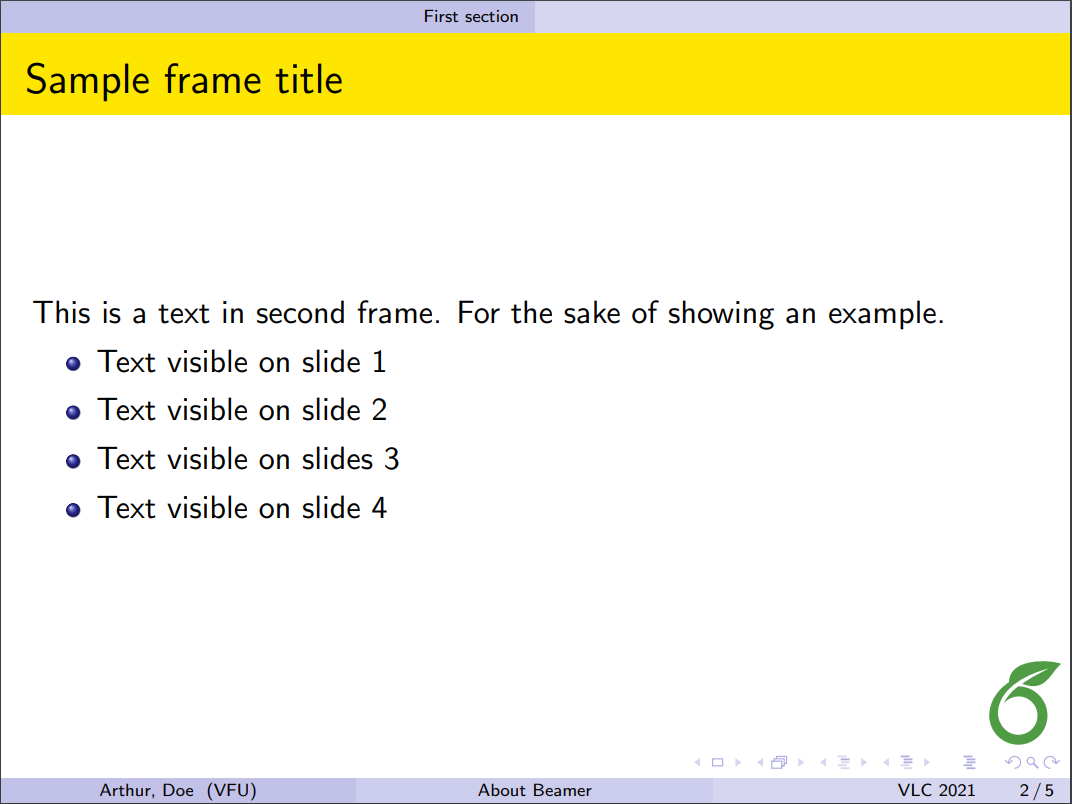 First section
Sample frame title
This is a text in second frame. For the sake of showing an example.
Text visible on slide 1
Text visible on slide 2
Text visible on slides 3
Text visible on slide 4
Arthur, Doe (VFU) About Beamer VLC 2021 2 / 5